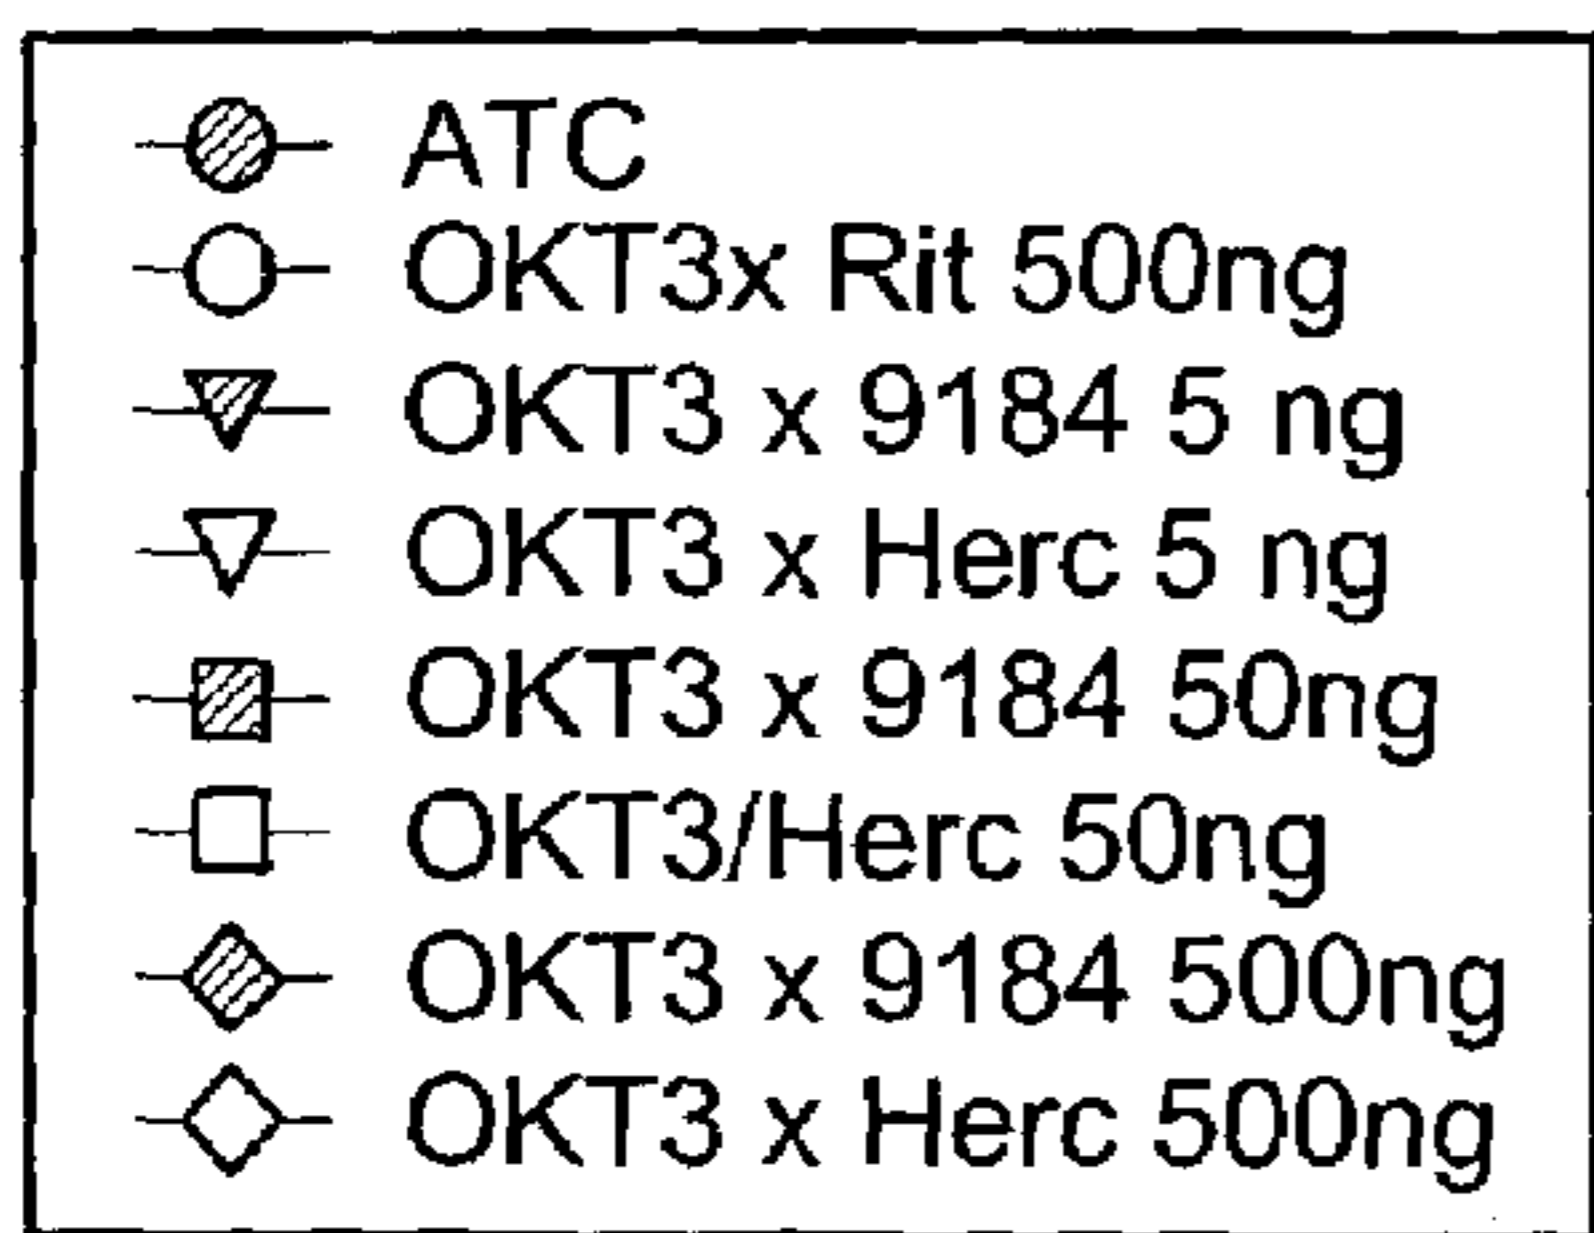 ATC
OKT3x Rit 500ng
OKT3 x 9184 5 ng
OKT3 x Herc 5 ng
OKT3 x 9184 50ng
OKT3/Herc 50ng
OKT3 x 9184 500ng
OKT3 x Herc 500ng